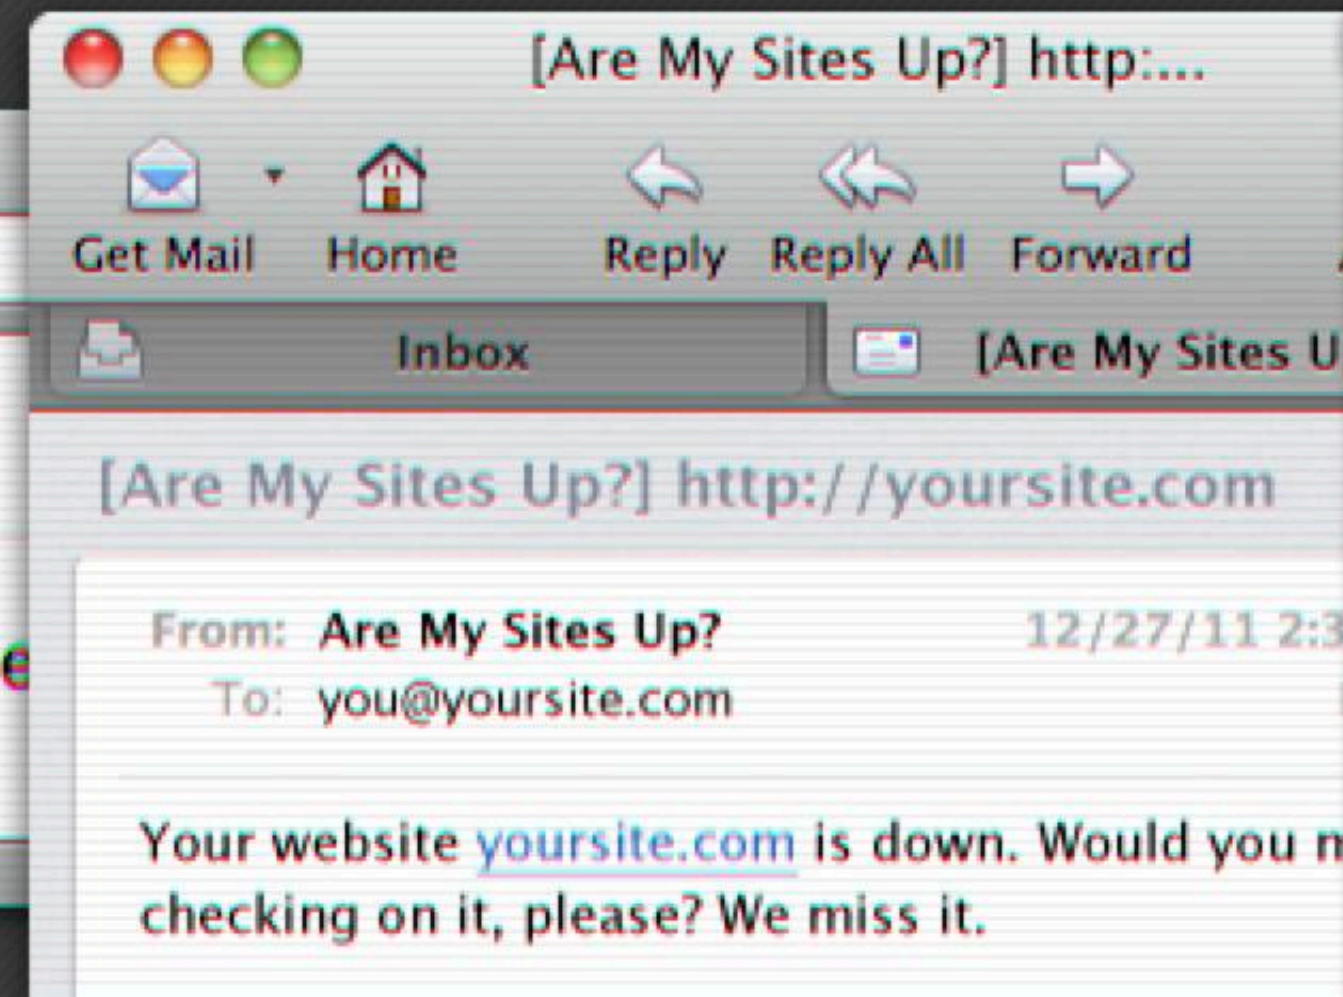 [Are My Sites Up?] http:...
Get Mail Home Reply Reply All Forward
Inbox [Are My Sites U
[Are My Sites Up?] http://yoursite.com
From: Are My Sites Up? 12/27/11 2:3
To: you@yoursite.com
Your website yoursite.com is down. Would you m
checking on it, please? We miss it.